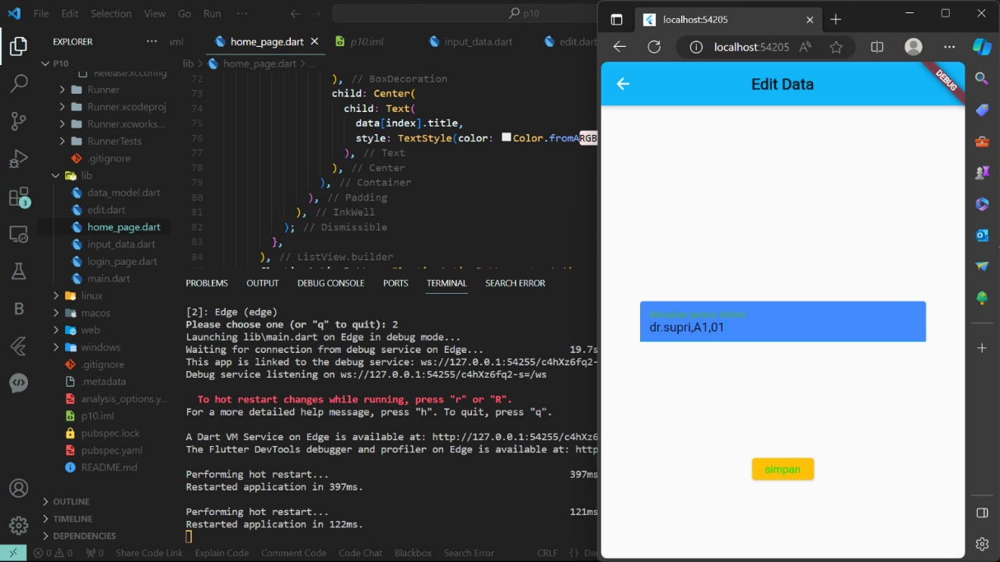 File Edit Selection View Go Run ··· p10
EXPLORER ··· ml home_page.dart p10.iml input_data.dart edit.dart
P10
lib > home_page.dart > ...
Release.xcconfig
Runner
Runner.xcodeproj
Runner.xcworks...
RunnerTests
.gitignore
lib
data_model.dart
edit.dart
home_page.dart
input_data.dart
login_page.dart
main.dart
linux
macos
web
windows
.gitignore
.metadata
analysis_options.y...
p10.iml
pubspec.lock
pubspec.yaml
README.md
OUTLINE
TIMELINE
DEPENDENCIES
3
72 ), // BoxDecoration
73 child: Center(
74 child: Text(
75 data[index].title,
76 style: TextStyle(color: Color.fromARGB
77 ), // Text
78 ), // Center
79 ), // Container
80 ), // Padding
81 ), // InkWell
82 ); // Dismissible
83 },
84 ), // ListView.builder
PROBLEMS OUTPUT DEBUG CONSOLE PORTS TERMINAL SEARCH ERROR
[2]: Edge (edge)
Please choose one (or "q" to quit): 2
Launching lib\main.dart on Edge in debug mode...
Waiting for connection from debug service on Edge... 19.7s
This app is linked to the debug service: ws://127.0.0.1:54255/c4hXz6fq2-
Debug service listening on ws://127.0.0.1:54255/c4hXz6fq2-s=/ws
To hot restart changes while running, press "r" or "R".
For a more detailed help message, press "h". To quit, press "q".
A Dart VM Service on Edge is available at: http://127.0.0.1:54255/c4hXz6
The Flutter DevTools debugger and profiler on Edge is available at: http
Performing hot restart... 397ms
Restarted application in 397ms.
Performing hot restart... 121ms
Restarted application in 122ms.
0 0 0 Share Code Link Explain Code Comment Code Code Chat Blackbox Search Error CRLF {} Da
localhost:54205
localhost:54205
Edit Data
DEBUG
dr.supri,A1,01
simpan